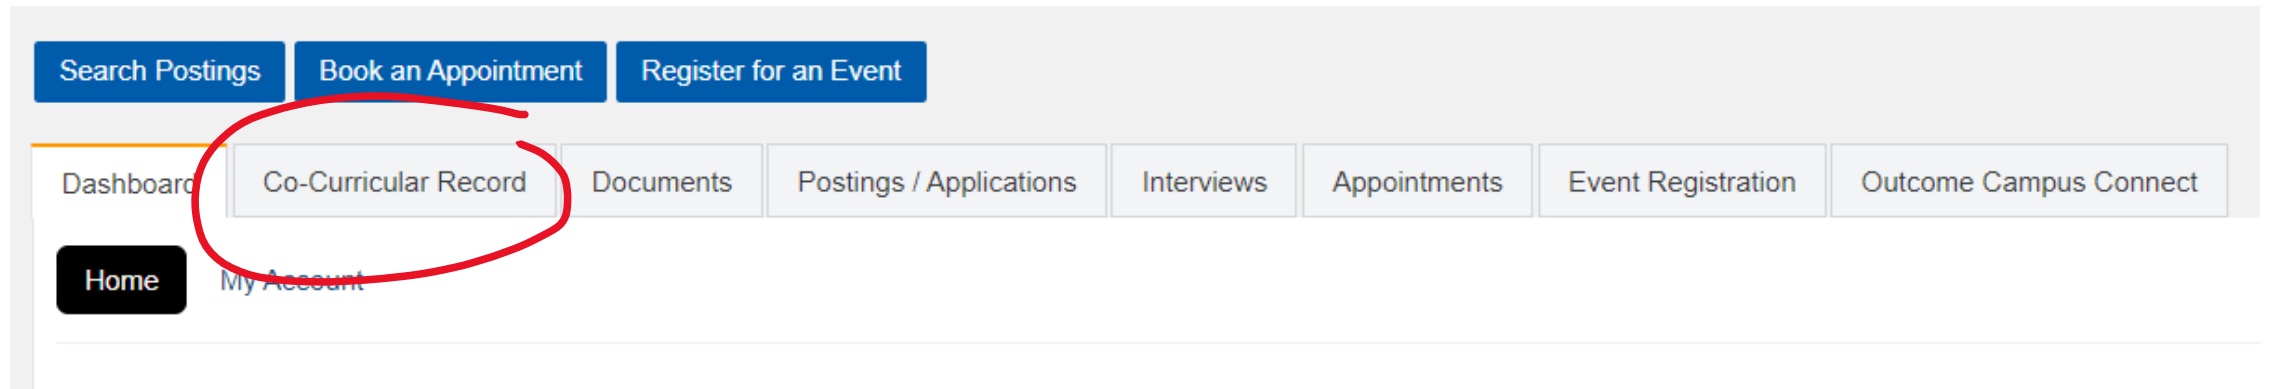 Search Postings Book an Appointment Register for an Event
Dashboard Co-Curricular Record Documents Postings / Applications Interviews Appointments Event Registration Outcome Campus Connect
Home My Account